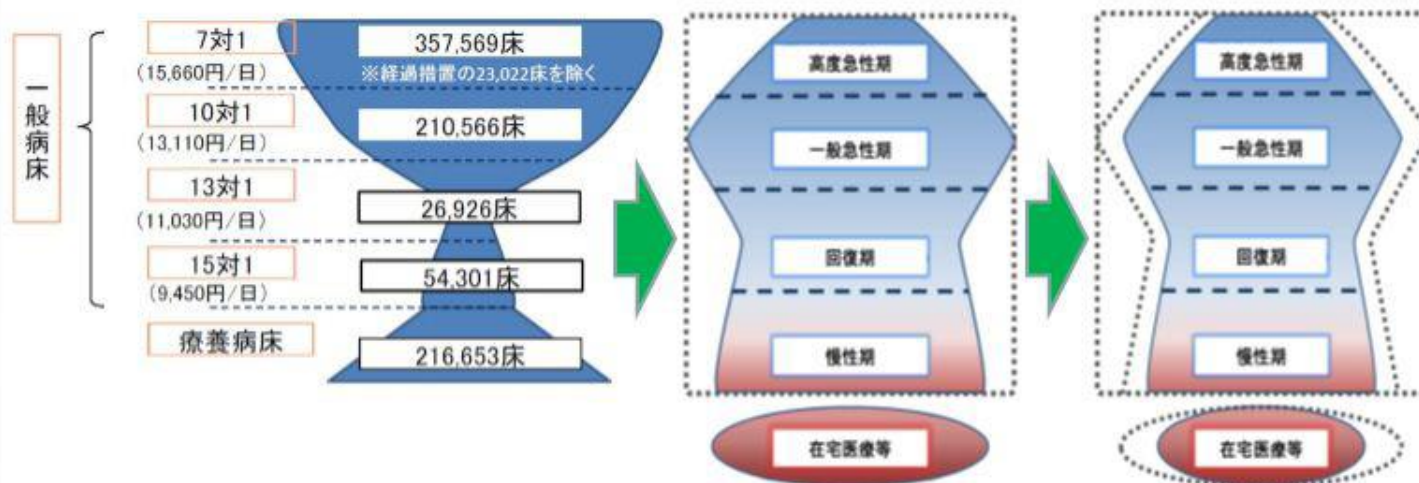 一般病床
7対1
(15,660円/日)
357,569床
※経過措置の23,022床を除く
10対1
(13,110円/日)
210,566床
13対1
(11,030円/日)
26,926床
15対1
(9,450円/日)
54,301床
療養病床
216,653床
高度急性期
一般急性期
回復期
慢性期
在宅医療等
高度急性期
一般急性期
回復期
慢性期
在宅医療等